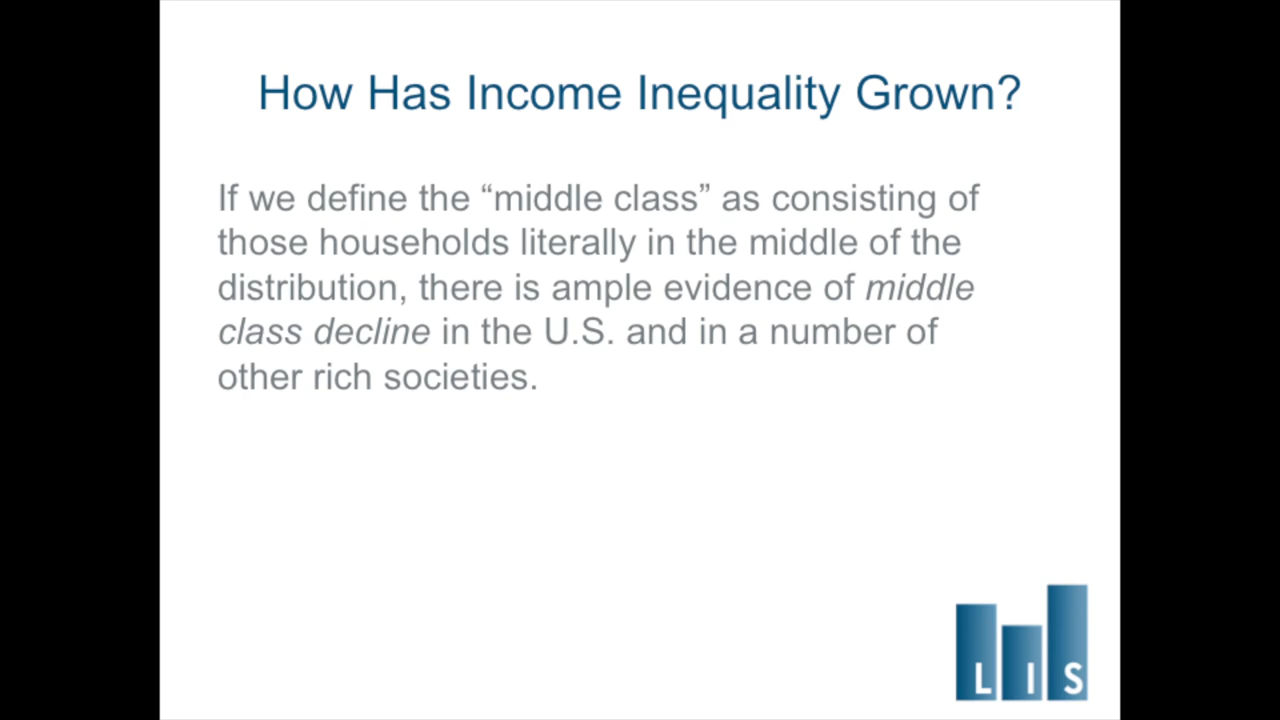 How Has Income Inequality Grown?
If we define the “middle class” as consisting of
those households literally in the middle of the
distribution, there is ample evidence of middle
class decline in the U.S. and in a number of
other rich societies.
L I S